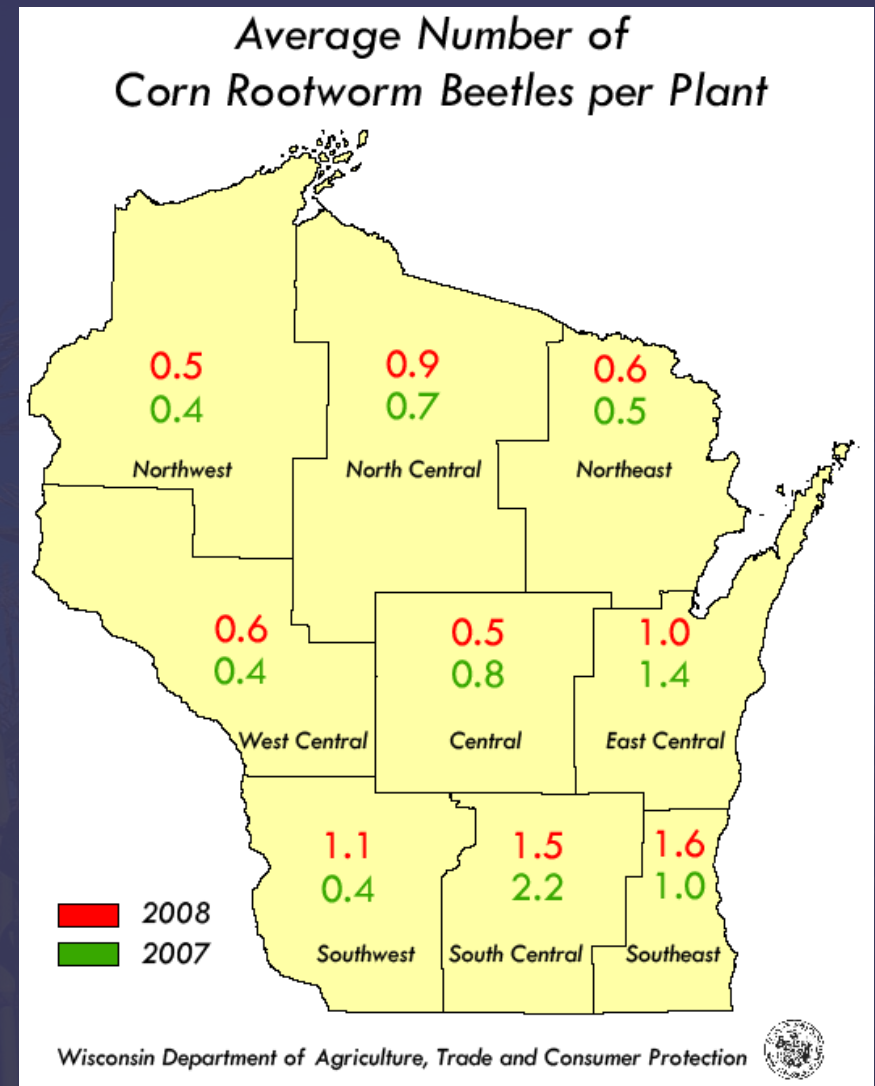 Average Number of
Corn Rootworm Beetles per Plant
0.5
0.4
Northwest
0.9
0.7
North Central
0.6
0.5
Northeast
0.6
0.4
West Central
0.5
0.8
Central
1.0
1.4
East Central
1.1
0.4
Southwest
1.5
2.2
South Central
1.6
1.0
Southeast
2008
2007
Wisconsin Department of Agriculture, Trade and Consumer Protection